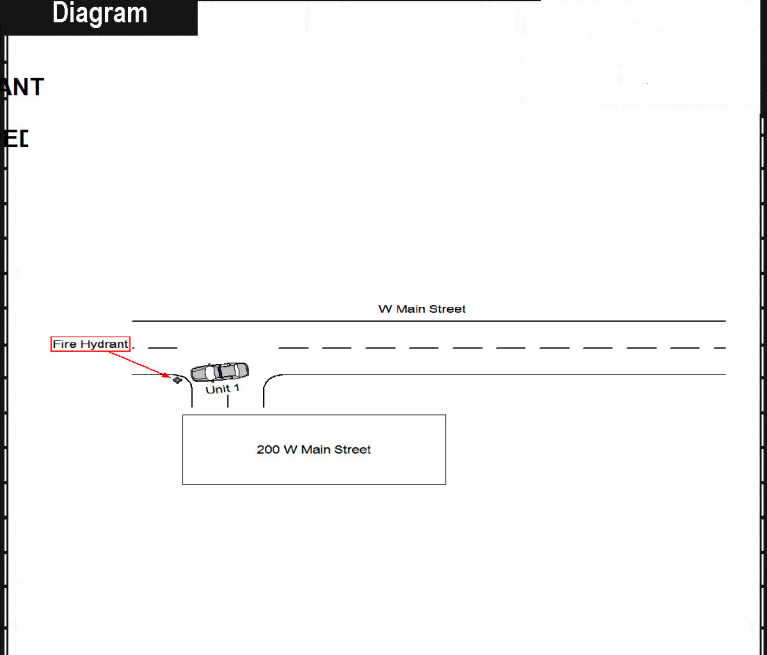 Diagram
ANT
W Main Street
Fire Hydrant
Unit 1
200 W Main Street